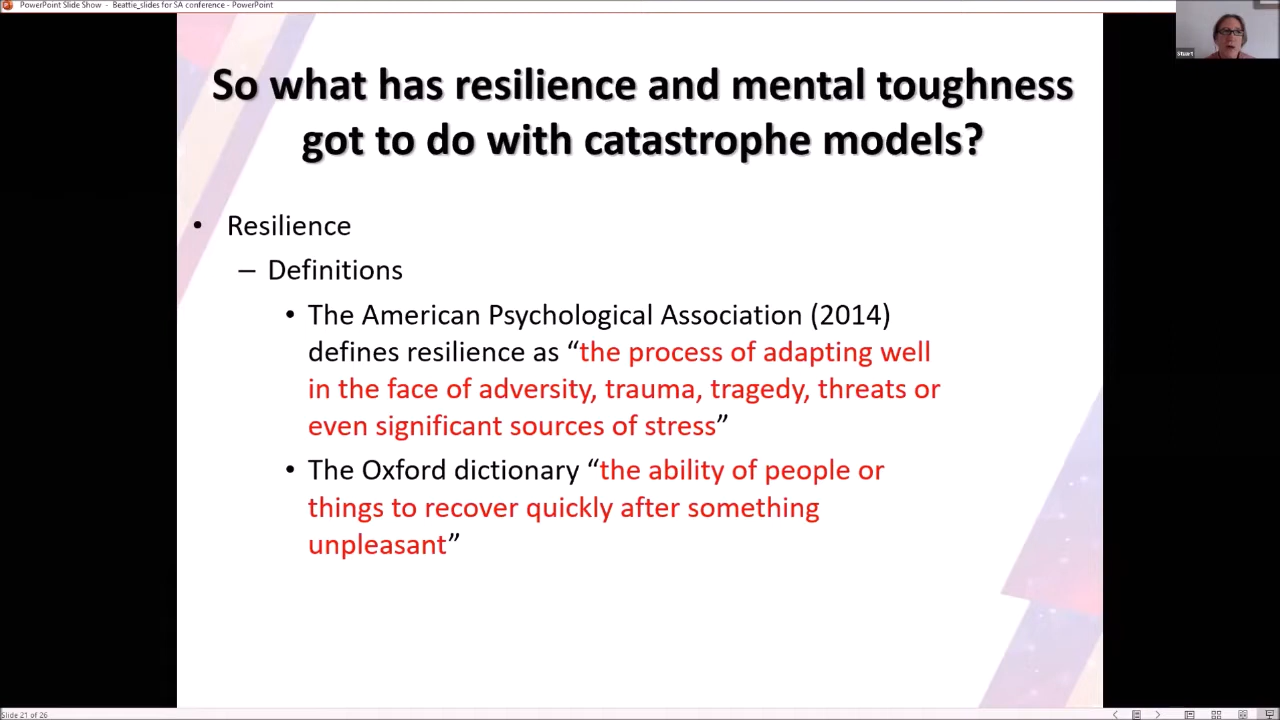 PowerPoint Slide Show - Beattie_slides for SA conference - PowerPoint
Stuart
So what has resilience and mental toughness
got to do with catastrophe models?
• Resilience
– Definitions
• The American Psychological Association (2014)
defines resilience as “the process of adapting well
in the face of adversity, trauma, tragedy, threats or
even significant sources of stress”
• The Oxford dictionary “the ability of people or
things to recover quickly after something
unpleasant”
Slide 21 of 26